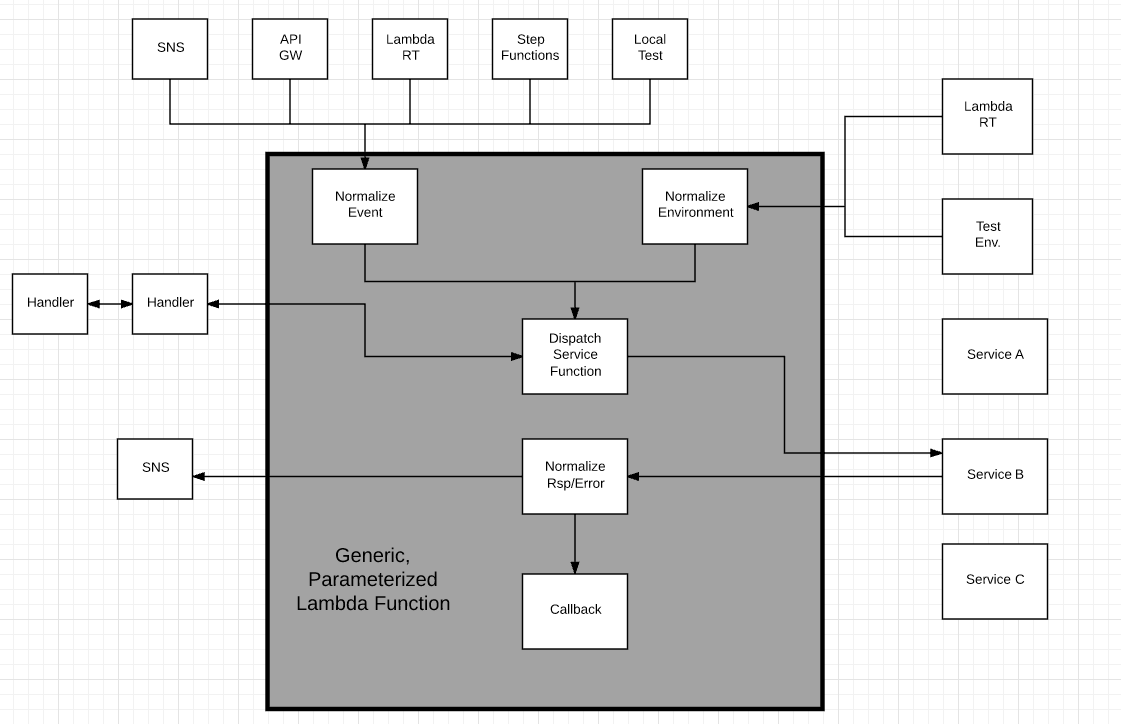 SNS
API
GW
Lambda
RT
Step
Functions
Local
Test
Lambda
RT
Normalize
Event
Normalize
Environment
Test
Env.
Handler
Handler
Dispatch
Service
Function
Service A
SNS
Normalize
Rsp/Error
Service B
Generic,
Parameterized
Lambda Function
Callback
Service C